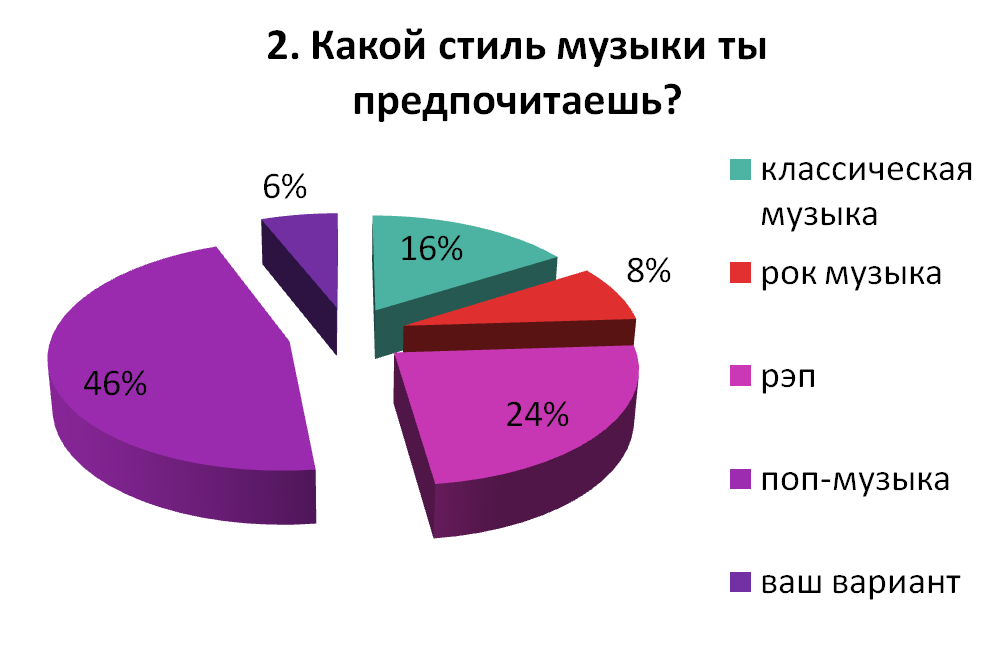 2. Какой стиль музыки ты
предпочитаешь?
6%
16%
8%
46%
24%
классическая
музыка
рок музыка
рэп
поп-музыка
ваш вариант